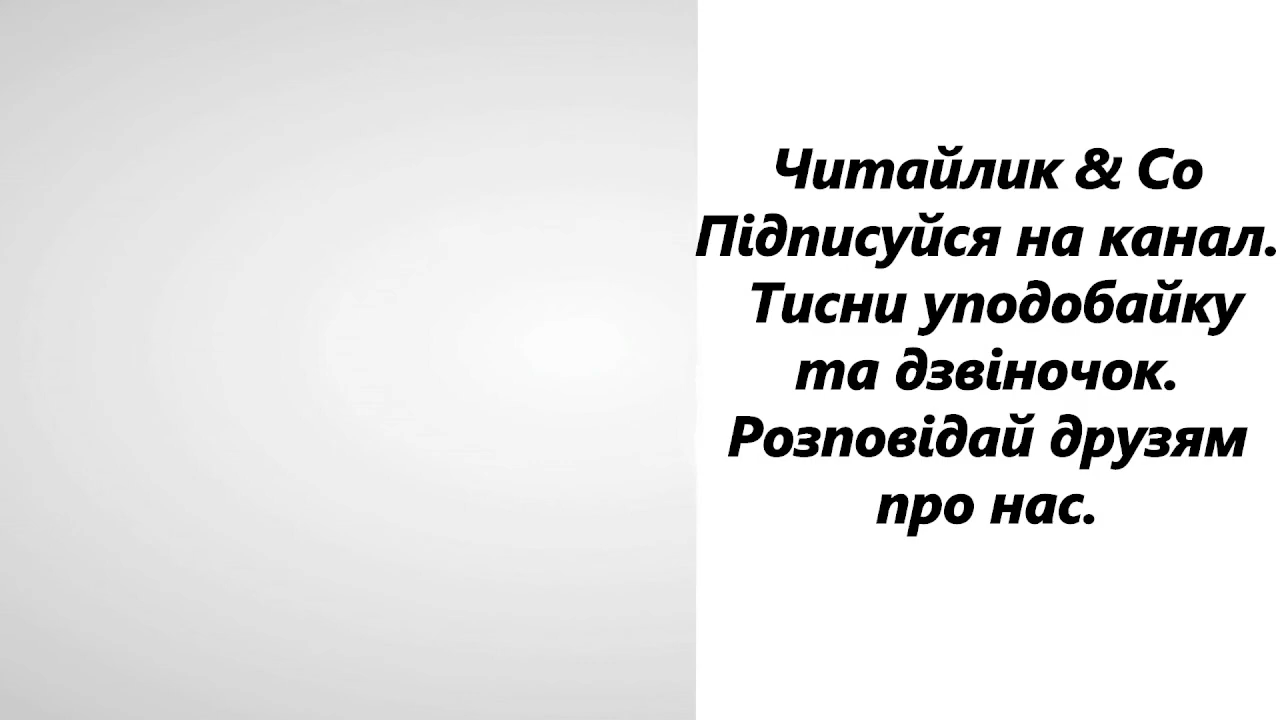 Читайлик & Co
Підписуйся на канал.
Тисни уподобайку
та дзвіночок.
Розповідай друзям
про нас.